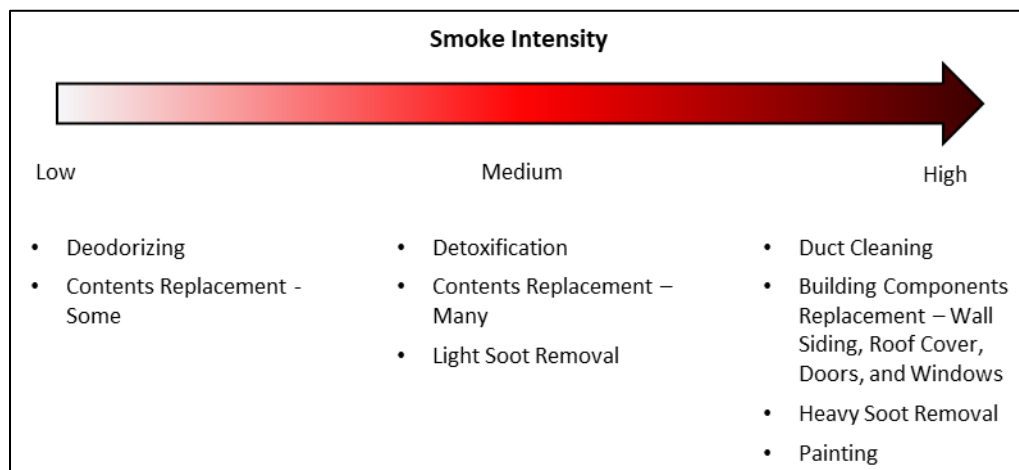 Smoke Intensity
Low
Medium
High
• Deodorizing
• Contents Replacement -
Some
• Detoxification
• Contents Replacement –
Many
• Light Soot Removal
• Duct Cleaning
• Building Components
Replacement – Wall
Siding, Roof Cover,
Doors, and Windows
• Heavy Soot Removal
• Painting